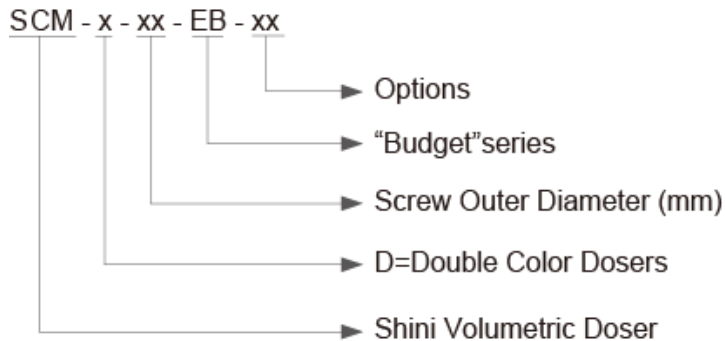 SCM - x - xx - EB - xx
Options
“Budget”series
Screw Outer Diameter (mm)
D=Double Color Dosers
Shini Volumetric Doser